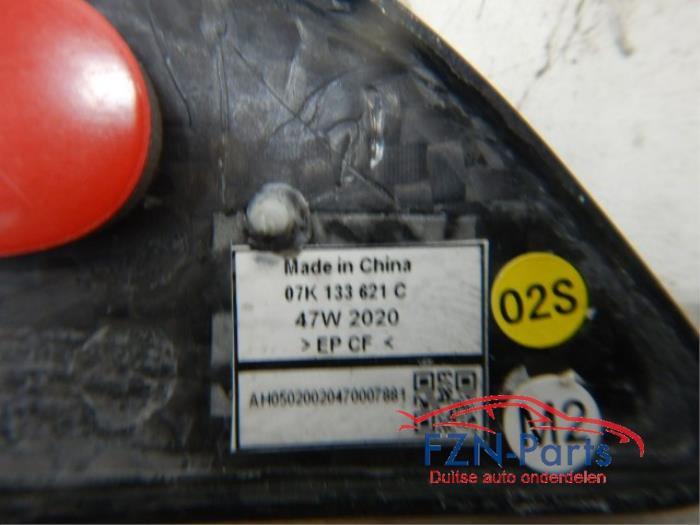 Made in China
07K 133 621 C
47W 2020
> EP CF <
AH05020020470007881
02S
M2
FZN-Parts
Duitse auto onderdelen